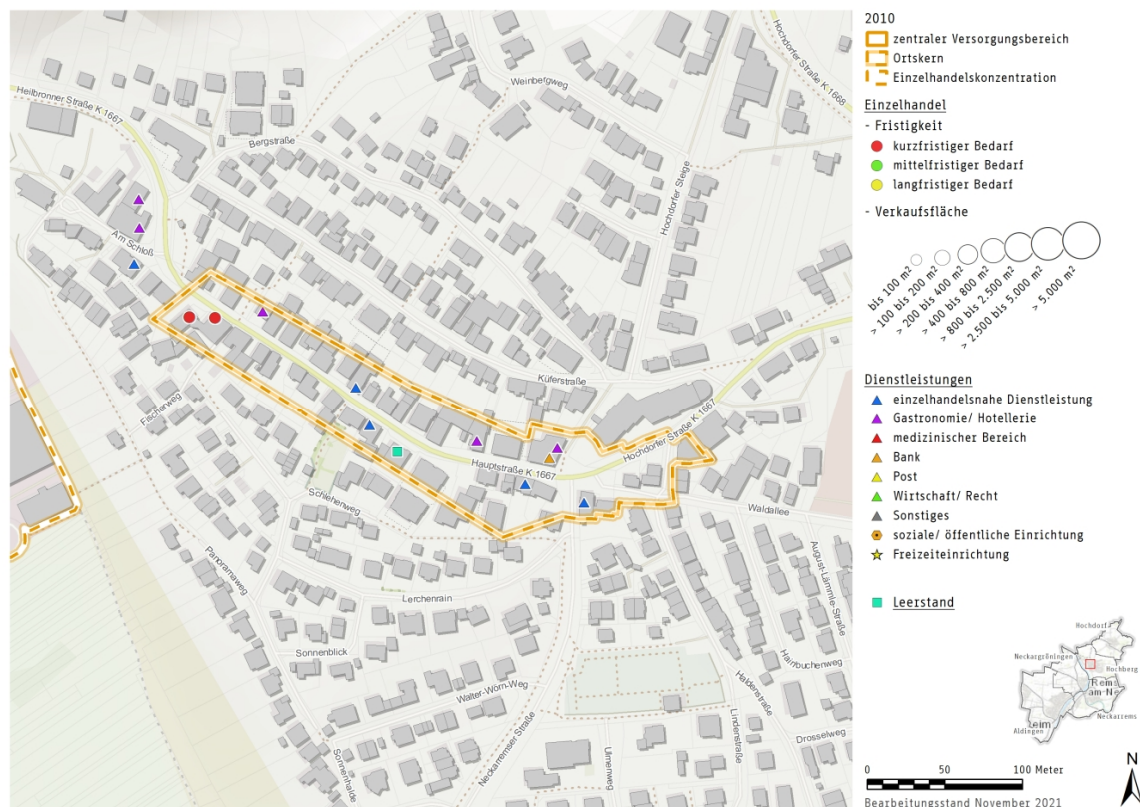 Heilbronner Straße K 1667
Weinbergweg
Hochdorfer Straße K 1668
Bergstraße
Hochdorfer Steige
Am Schloß
Küferstraße
Fischerweg
Hauptstraße K 1667
Hochdorfer Straße K 1667
Schlehenweg
Waldallee
Panoramaweg
August-Lämmle-Straße
Lerchenrain
Sonnenblick
Hainbuchenweg
Walter-Wörn-Weg
Haldenstraße
Neckarremser Straße
Lindenstraße
Drosselweg
Sonnenhalde
Ulmenweg
2010
zentraler Versorgungsbereich
Ortskern
Einzelhandelskonzentration
Einzelhandel
- Fristigkeit
kurzfristiger Bedarf
mittelfristiger Bedarf
langfristiger Bedarf
- Verkaufsfläche
bis 100 m²
> 100 bis 200 m²
> 200 bis 400 m²
> 400 bis 800 m²
> 800 bis 2.500 m²
> 2.500 bis 5.000 m²
> 5.000 m²
Dienstleistungen
einzelhandelsnahe Dienstleistung
Gastronomie/ Hotellerie
medizinischer Bereich
Bank
Post
Wirtschaft/ Recht
Sonstiges
soziale/ öffentliche Einrichtung
Freizeiteinrichtung
Leerstand
Hochdorf
Neckargröningen
Hochberg
Rems
am-Ne
Neckarrems
Aldingen
N
0 50 100 Meter
Bearbeitungsstand November 2021